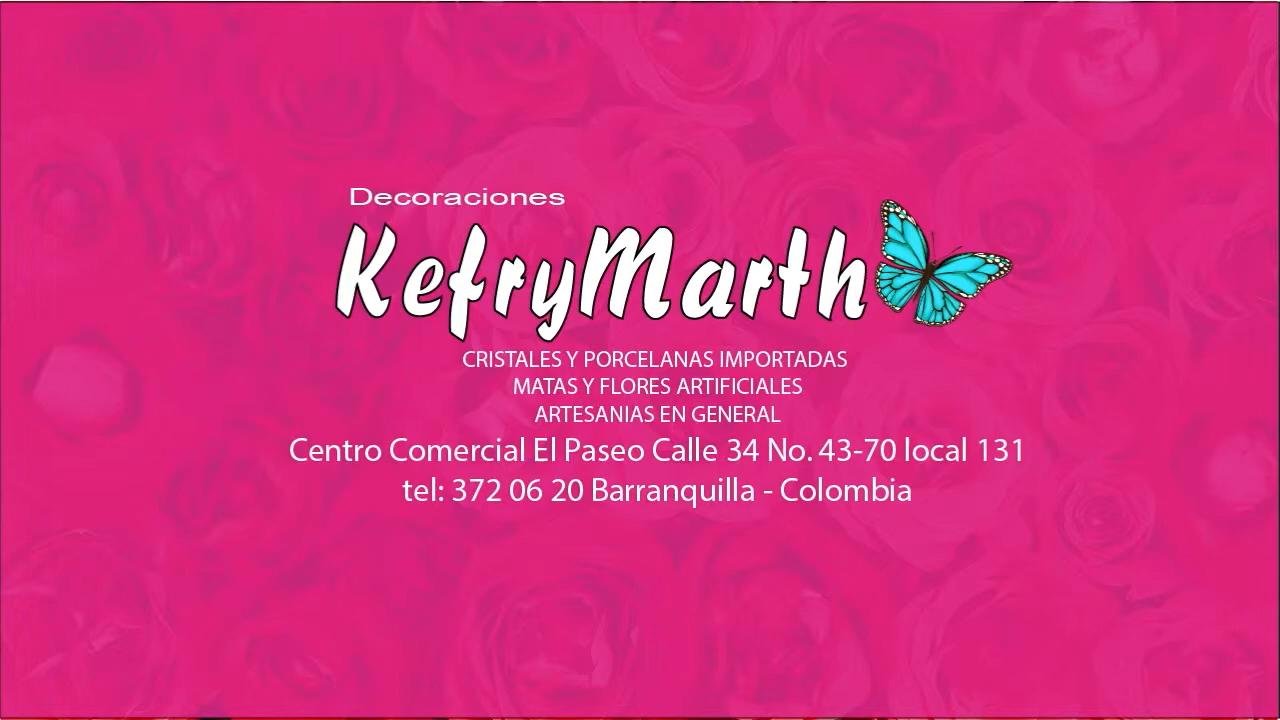 Decoraciones
KefryMarth
CRISTALES Y PORCELANAS IMPORTADAS
MATAS Y FLORES ARTIFICIALES
ARTESANIAS EN GENERAL
Centro Comercial El Paseo Calle 34 No. 43-70 local 131
tel: 372 06 20 Barranquilla - Colombia